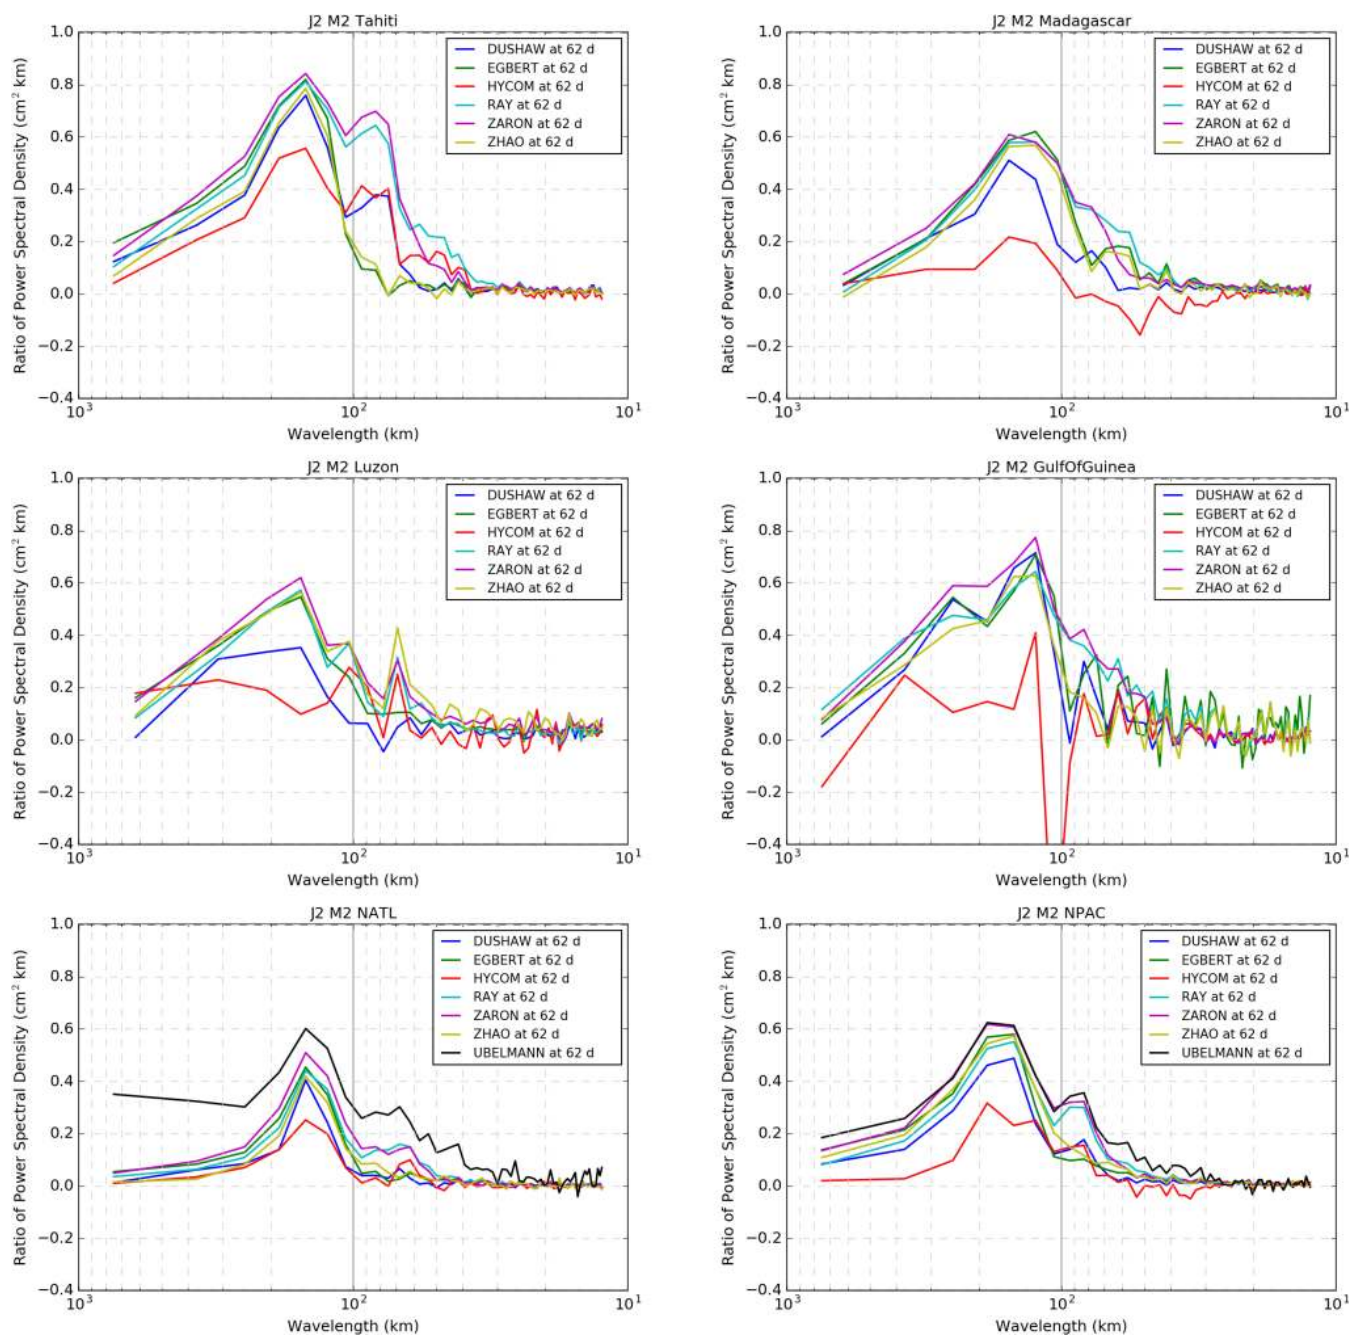 J2 M2 Tahiti
Ratio of Power Spectral Density (cm² km)
1.0
0.8
0.6
0.4
0.2
0.0
−0.2
−0.4
DUSHAW at 62 d
EGBERT at 62 d
HYCOM at 62 d
RAY at 62 d
ZARON at 62 d
ZHAO at 62 d
10³ 10² 10¹
Wavelength (km)
J2 M2 Madagascar
Ratio of Power Spectral Density (cm² km)
1.0
0.8
0.6
0.4
0.2
0.0
−0.2
−0.4
DUSHAW at 62 d
EGBERT at 62 d
HYCOM at 62 d
RAY at 62 d
ZARON at 62 d
ZHAO at 62 d
10³ 10² 10¹
Wavelength (km)
J2 M2 Luzon
Ratio of Power Spectral Density (cm² km)
1.0
0.8
0.6
0.4
0.2
0.0
−0.2
−0.4
DUSHAW at 62 d
EGBERT at 62 d
HYCOM at 62 d
RAY at 62 d
ZARON at 62 d
ZHAO at 62 d
10³ 10² 10¹
Wavelength (km)
J2 M2 GulfOfGuinea
Ratio of Power Spectral Density (cm² km)
1.0
0.8
0.6
0.4
0.2
0.0
−0.2
−0.4
DUSHAW at 62 d
EGBERT at 62 d
HYCOM at 62 d
RAY at 62 d
ZARON at 62 d
ZHAO at 62 d
10³ 10² 10¹
Wavelength (km)
J2 M2 NATL
Ratio of Power Spectral Density (cm² km)
1.0
0.8
0.6
0.4
0.2
0.0
−0.2
−0.4
DUSHAW at 62 d
EGBERT at 62 d
HYCOM at 62 d
RAY at 62 d
ZARON at 62 d
ZHAO at 62 d
UBELMANN at 62 d
10³ 10² 10¹
Wavelength (km)
J2 M2 NPAC
Ratio of Power Spectral Density (cm² km)
1.0
0.8
0.6
0.4
0.2
0.0
−0.2
−0.4
DUSHAW at 62 d
EGBERT at 62 d
HYCOM at 62 d
RAY at 62 d
ZARON at 62 d
ZHAO at 62 d
UBELMANN at 62 d
10³ 10² 10¹
Wavelength (km)